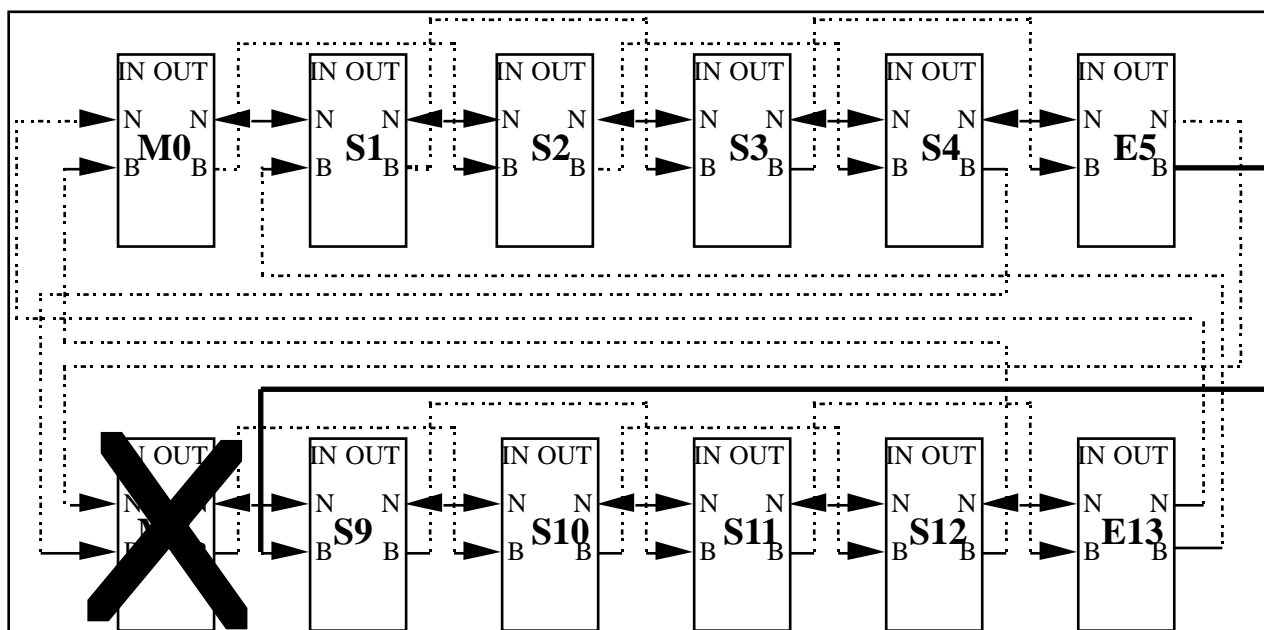 IN OUT IN OUT IN OUT IN OUT IN OUT IN OUT
N N N N N N N N N N N N
M0 S1 S2 S3 S4 E5
B B B B B B B B B B B B
OUT IN OUT IN OUT IN OUT IN OUT IN OUT
N N N N N N N N N N N N
S9 S10 S11 S12 E13
B B B B B B B B B B B